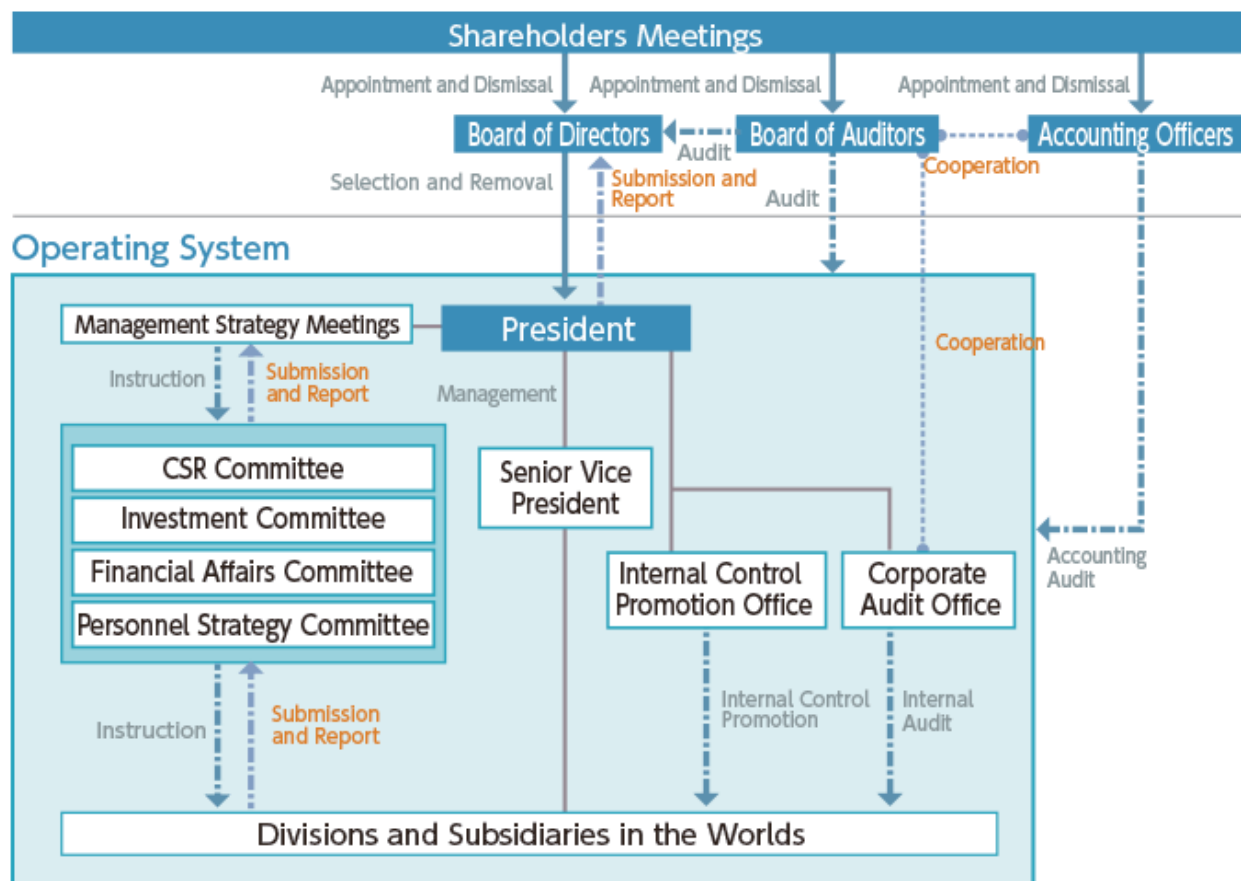 Shareholders Meetings
Appointment and Dismissal
Appointment and Dismissal
Appointment and Dismissal
Board of Directors
Board of Auditors
Accounting Officers
Audit
Cooperation
Selection and Removal
Submission and
Report
Audit
Operating System
Management Strategy Meetings
President
Cooperation
Instruction
Submission
and Report
Management
CSR Committee
Investment Committee
Financial Affairs Committee
Personnel Strategy Committee
Senior Vice
President
Internal Control
Promotion Office
Corporate
Audit Office
Accounting
Audit
Instruction
Submission
and Report
Internal Control
Promotion
Internal
Audit
Divisions and Subsidiaries in the Worlds